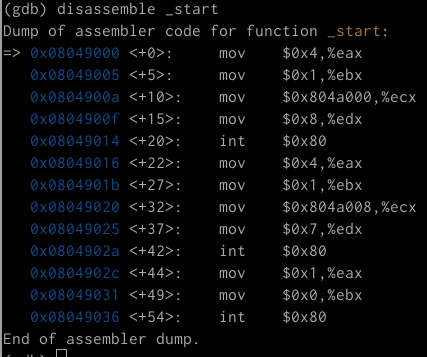 (gdb) disassemble _start
Dump of assembler code for function _start:
=> 0x08049000 <+0>:     mov    $0x4,%eax
   0x08049005 <+5>:     mov    $0x1,%ebx
   0x0804900a <+10>:    mov    $0x804a000,%ecx
   0x0804900f <+15>:    mov    $0x8,%edx
   0x08049014 <+20>:    int    $0x80
   0x08049016 <+22>:    mov    $0x4,%eax
   0x0804901b <+27>:    mov    $0x1,%ebx
   0x08049020 <+32>:    mov    $0x804a008,%ecx
   0x08049025 <+37>:    mov    $0x7,%edx
   0x0804902a <+42>:    int    $0x80
   0x0804902c <+44>:    mov    $0x1,%eax
   0x08049031 <+49>:    mov    $0x0,%ebx
   0x08049036 <+54>:    int    $0x80
End of assembler dump.
(gdb)